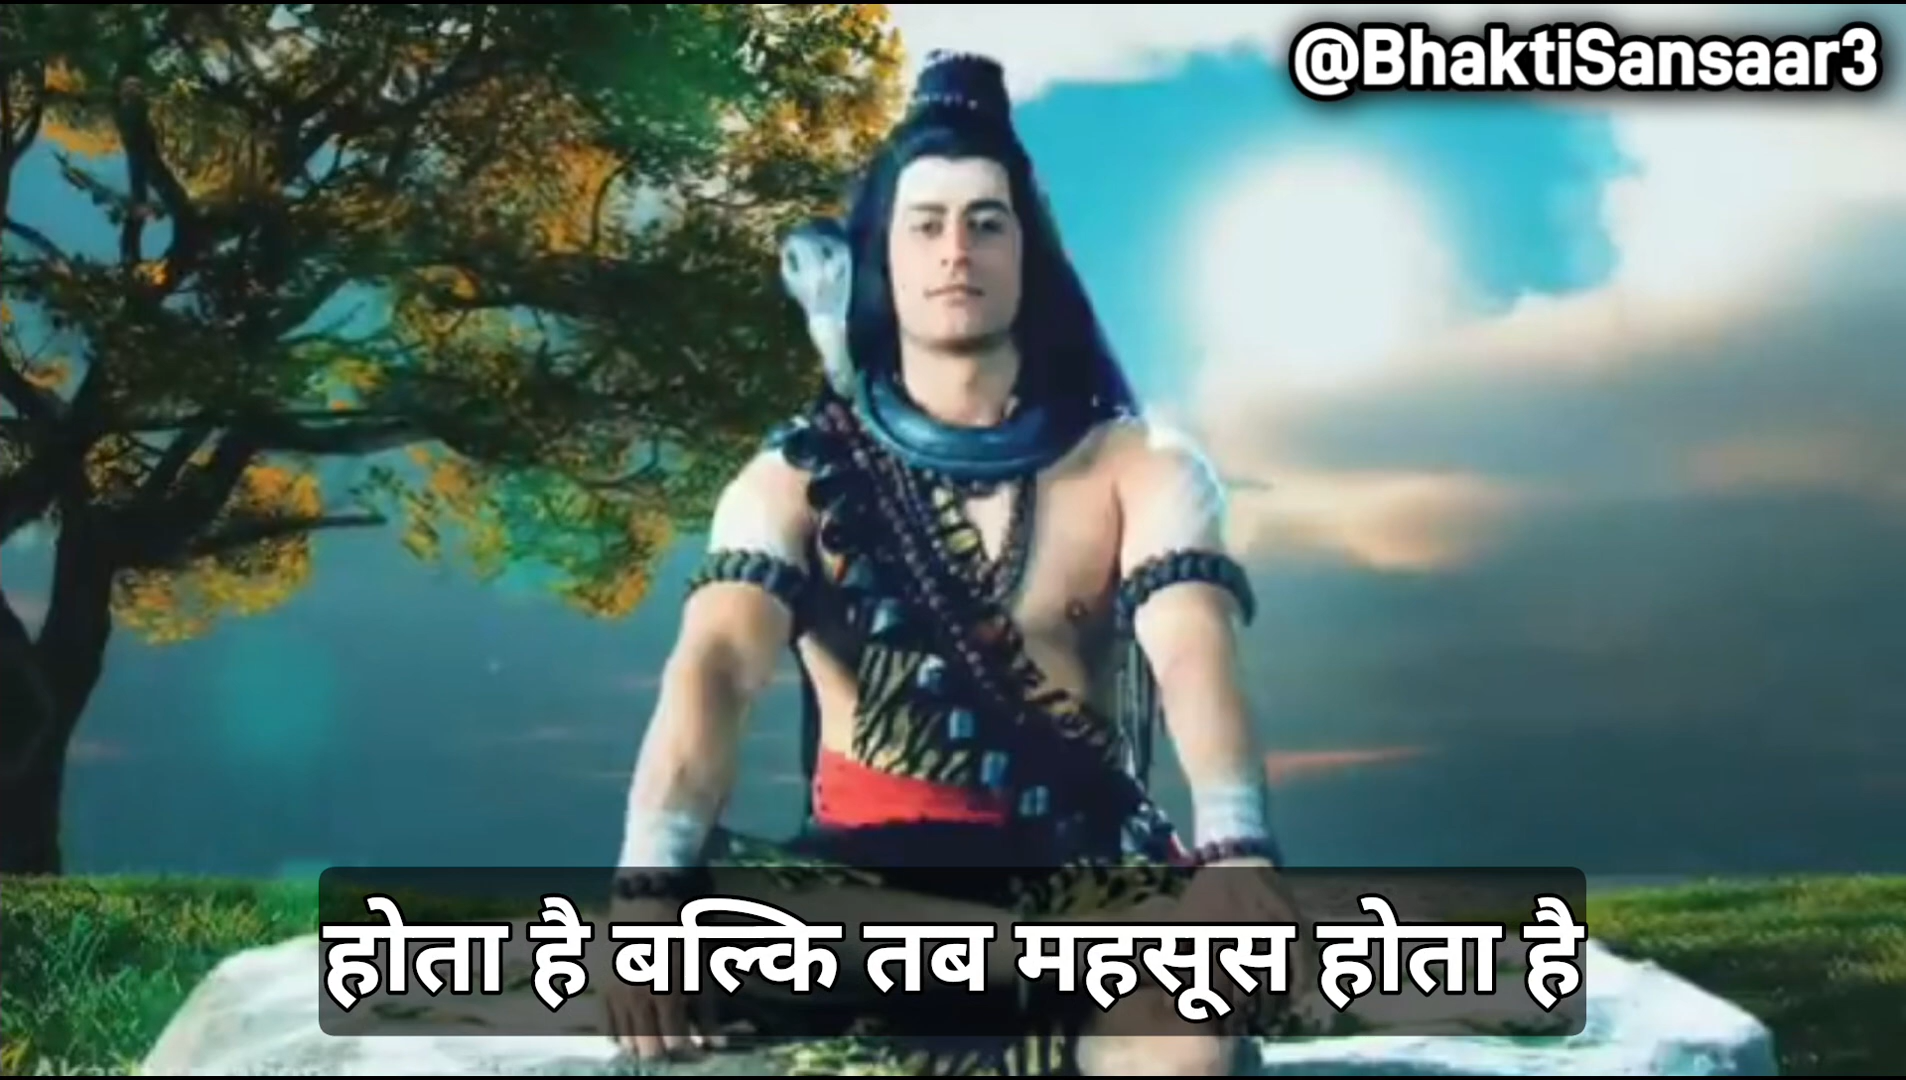 @BhaktiSansaar3
होता है बल्कि तब महसूस होता है